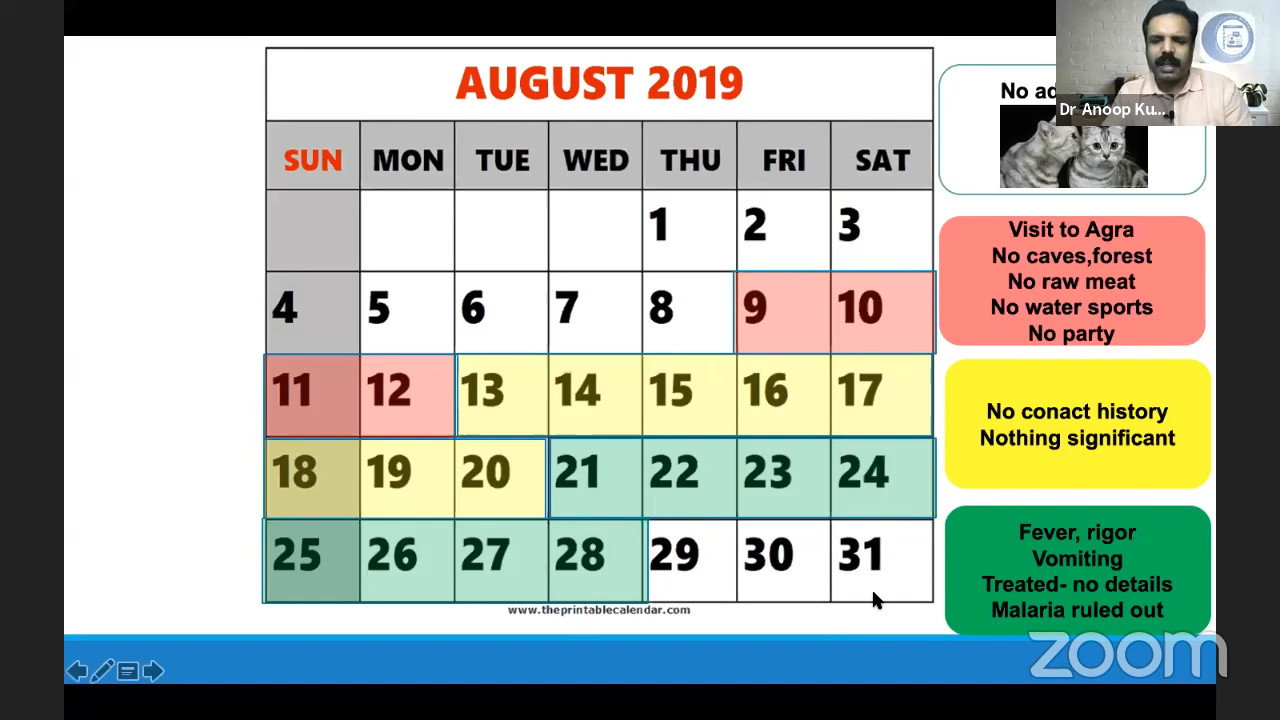 AUGUST 2019
SUN MON TUE WED THU FRI SAT
1 2 3
4 5 6 7 8 9 10
11 12 13 14 15 16 17
18 19 20 21 22 23 24
25 26 27 28 29 30 31
www.theprintablecalendar.com
No
Dr Anoop Ku...
Visit to Agra
No caves,forest
No raw meat
No water sports
No party
No conact history
Nothing significant
Fever, rigor
Vomiting
Treated- no details
Malaria ruled out
zoom